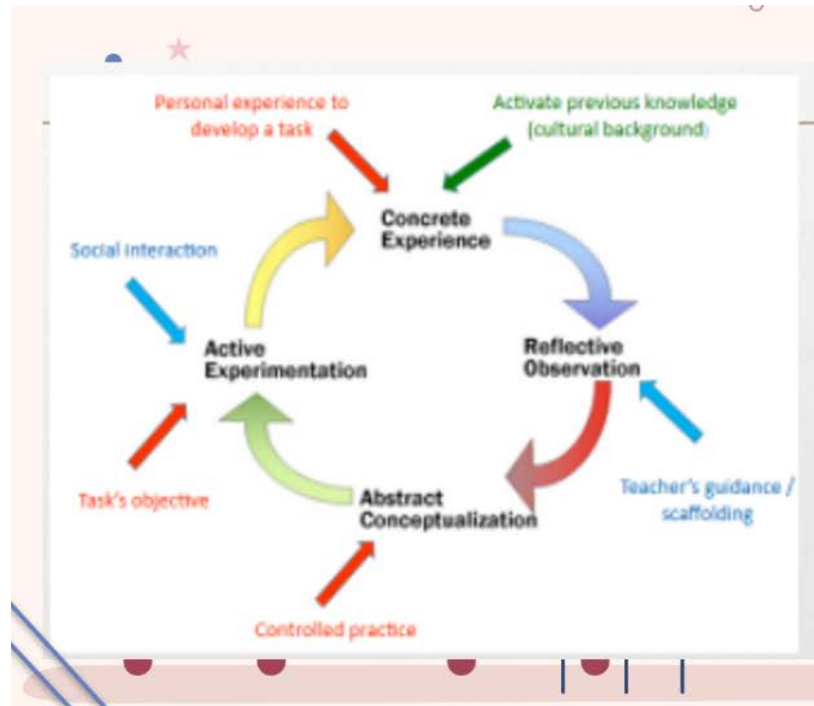 Personal experience to
develop a task
Activate previous knowledge
(cultural background)
Concrete
Experience
Social interaction
Active
Experimentation
Reflective
Observation
Task's objective
Abstract
Conceptualization
Teacher's guidance /
scaffolding
Controlled practice